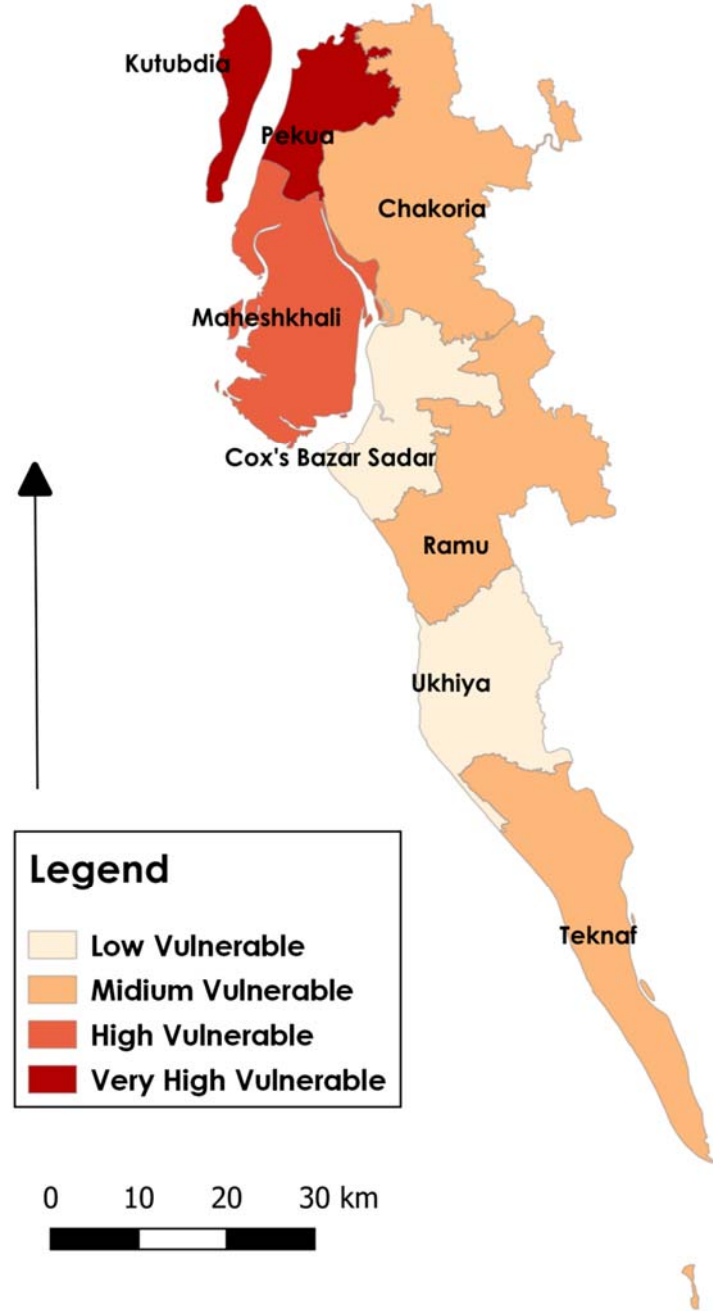 Kutubdia
Pekua
Chakoria
Maheshkhali
Cox's Bazar Sadar
Ramu
Ukhiya
Teknaf
Legend
Low Vulnerable
Midium Vulnerable
High Vulnerable
Very High Vulnerable
0 10 20 30 km